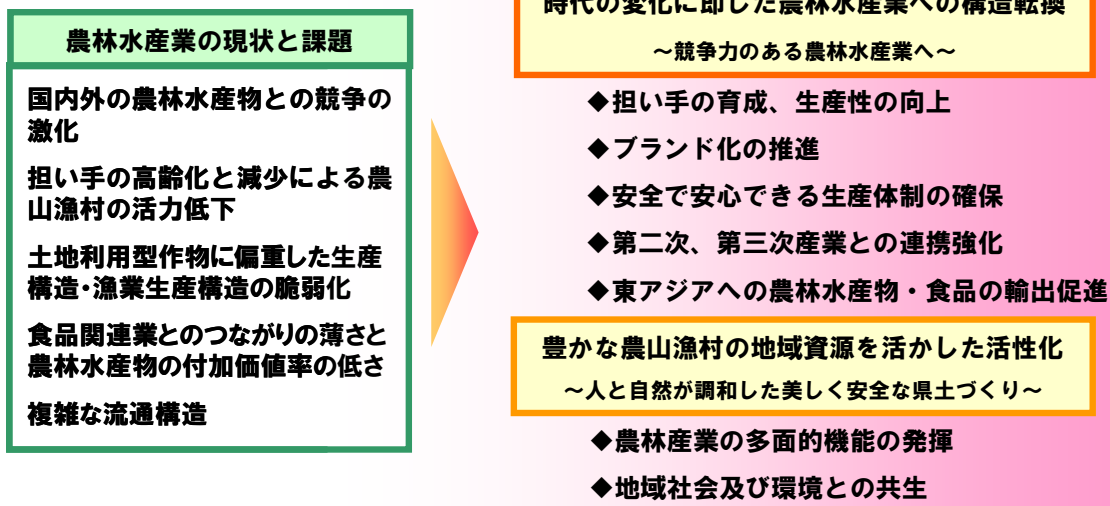 農林水産業の現状と課題
国内外の農林水産物との競争の
激化
担い手の高齢化と減少による農
山漁村の活力低下
土地利用型作物に偏重した生産
構造・漁業生産構造の脆弱化
食品関連業とのつながりの薄さと
農林水産物の付加価値率の低さ
複雑な流通構造
時代の変化に即した農林水産業への構造転換
～競争力のある農林水産業へ～
◆担い手の育成、生産性の向上
◆ブランド化の推進
◆安全で安心できる生産体制の確保
◆第二次、第三次産業との連携強化
◆東アジアへの農林水産物・食品の輸出促進
豊かな農山漁村の地域資源を活かした活性化
～人と自然が調和した美しく安全な県土づくり～
◆農林産業の多面的機能の発揮
◆地域社会及び環境との共生